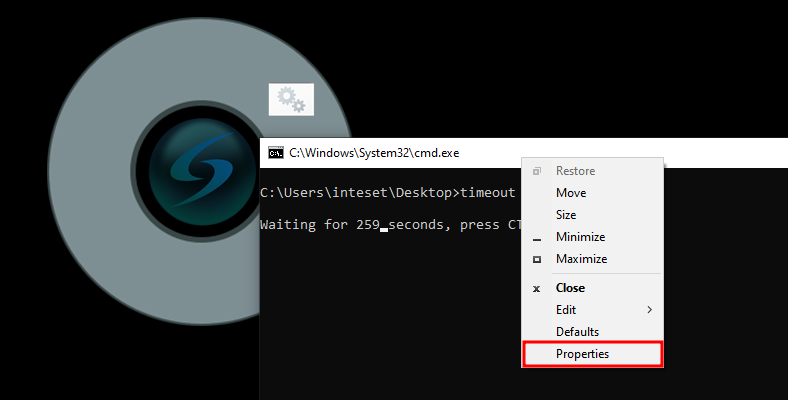 C:\Windows\System32\cmd.exe
C:\Users\inteset\Desktop>timeout
Waiting for 259 seconds, press CT
Restore
Move
Size
Minimize
Maximize
Close
Edit
Defaults
Properties